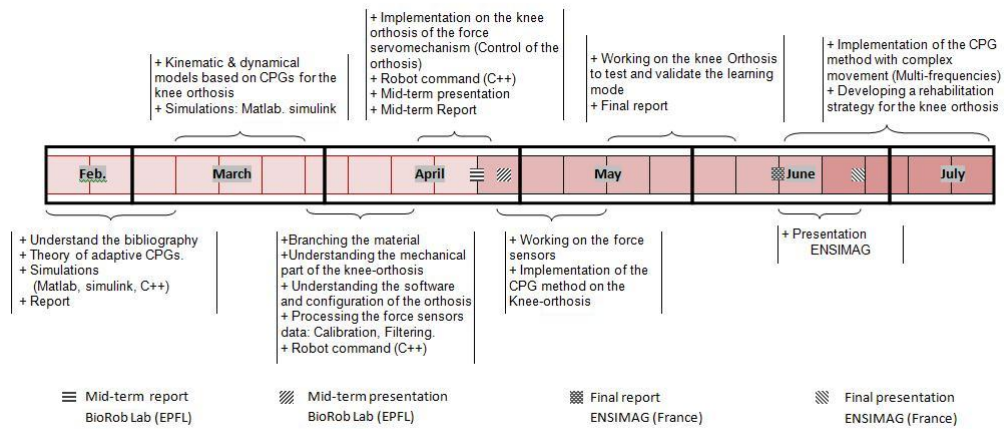 + Kinematic & dynamical
models based on CPGs for the
knee orthosis
+ Simulations: Matlab. simulink
+ Implementation on the knee
orthosis of the force
servomechanism (Control of the
orthosis)
+ Robot command (C++)
+ Mid-term presentation
+ Mid-term Report
+ Working on the knee Orthosis
to test and validate the learning
mode
+ Final report
+ Implementation of the CPG
method with complex
movement (Multi-frequencies)
+ Developing a rehabilitation
strategy for the knee orthosis
Feb. March April May June July
+ Understand the bibliography
+ Theory of adaptive CPGs.
+ Simulations
(Matlab, simulink, C++)
+ Report
+Branching the material
+Understanding the mechanical
part of the knee-orthosis
+ Understanding the software
and configuration of the orthosis
+ Processing the force sensors
data: Calibration, Filtering.
+ Robot command (C++)
+ Working on the force
sensors
+ Implementation of the
CPG method on the
Knee-orthosis
+ Presentation
ENSIMAG
Mid-term report
BioRob Lab (EPFL)
Mid-term presentation
BioRob Lab (EPFL)
Final report
ENSIMAG (France)
Final presentation
ENSIMAG (France)